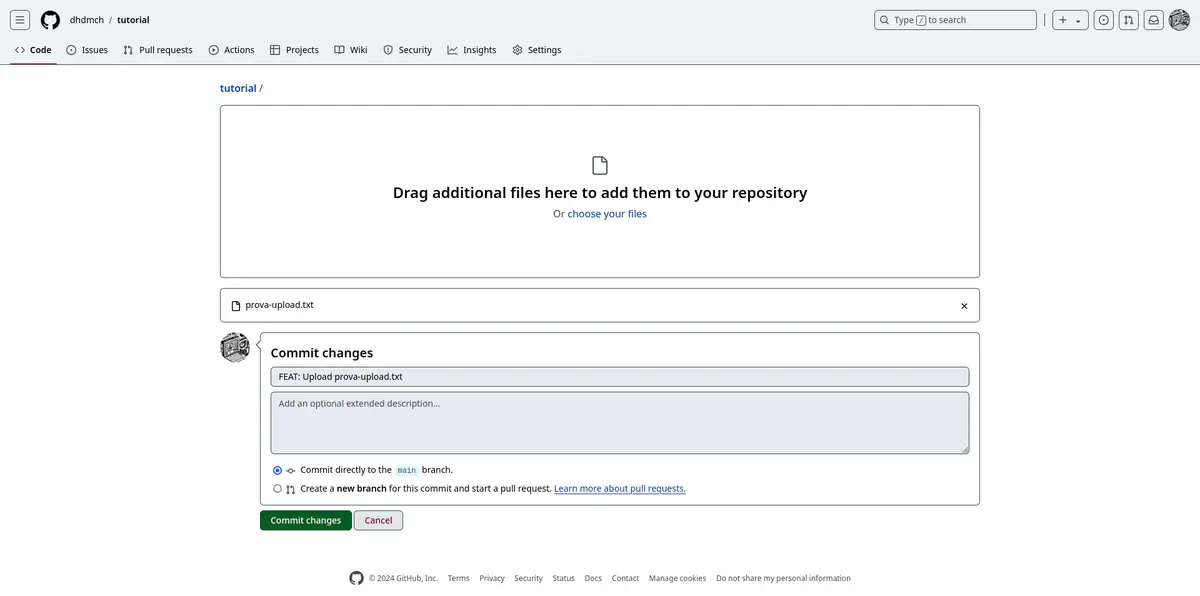 dhdmch / tutorial
Type / to search
Code Issues Pull requests Actions Projects Wiki Security Insights Settings
tutorial /
Drag additional files here to add them to your repository
Or choose your files
prova-upload.txt
Commit changes
FEAT: Upload prova-upload.txt
Add an optional extended description...
Commit directly to the main branch.
Create a new branch for this commit and start a pull request. Learn more about pull requests.
Commit changes Cancel
© 2024 GitHub, Inc. Terms Privacy Security Status Docs Contact Manage cookies Do not share my personal information